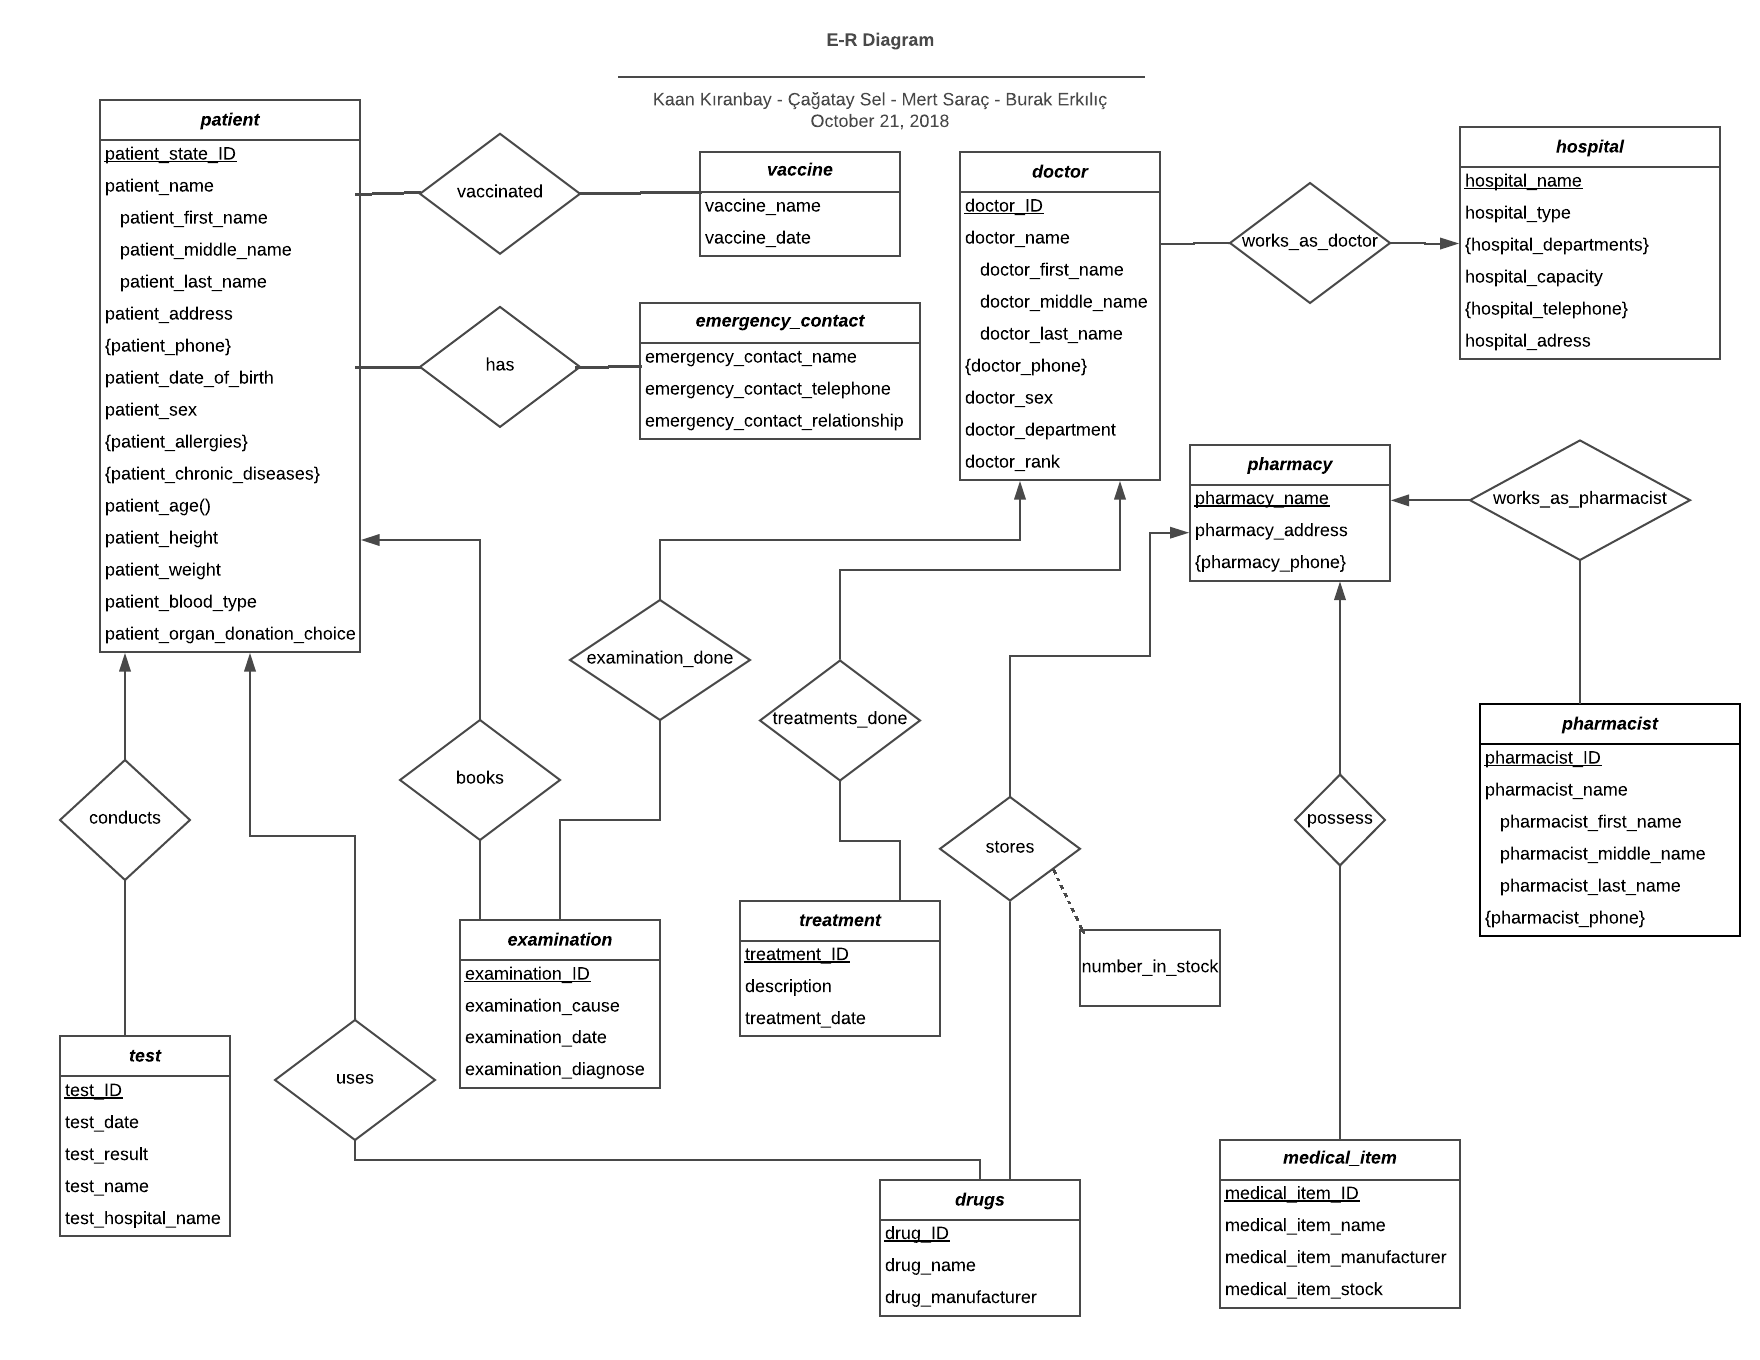 E-R Diagram
Kaan Kıranbay - Çağatay Sel - Mert Saraç - Burak Erkılıç
October 21, 2018
patient
patient_state_ID
patient_name
patient_first_name
patient_middle_name
patient_last_name
patient_address
{patient_phone}
patient_date_of_birth
patient_sex
{patient_allergies}
{patient_chronic_diseases}
patient_age()
patient_height
patient_weight
patient_blood_type
patient_organ_donation_choice
vaccinated
vaccine
vaccine_name
vaccine_date
has
emergency_contact
emergency_contact_name
emergency_contact_telephone
emergency_contact_relationship
doctor
doctor_ID
doctor_name
doctor_first_name
doctor_middle_name
doctor_last_name
{doctor_phone}
doctor_sex
doctor_department
doctor_rank
works_as_doctor
hospital
hospital_name
hospital_type
{hospital_departments}
hospital_capacity
{hospital_telephone}
hospital_adress
pharmacy
pharmacy_name
pharmacy_address
{pharmacy_phone}
works_as_pharmacist
examination_done
treatments_done
books
conducts
stores
possess
pharmacist
pharmacist_ID
pharmacist_name
pharmacist_first_name
pharmacist_middle_name
pharmacist_last_name
{pharmacist_phone}
examination
examination_ID
examination_cause
examination_date
examination_diagnose
treatment
treatment_ID
description
treatment_date
number_in_stock
test
test_ID
test_date
test_result
test_name
test_hospital_name
uses
drugs
drug_ID
drug_name
drug_manufacturer
medical_item
medical_item_ID
medical_item_name
medical_item_manufacturer
medical_item_stock